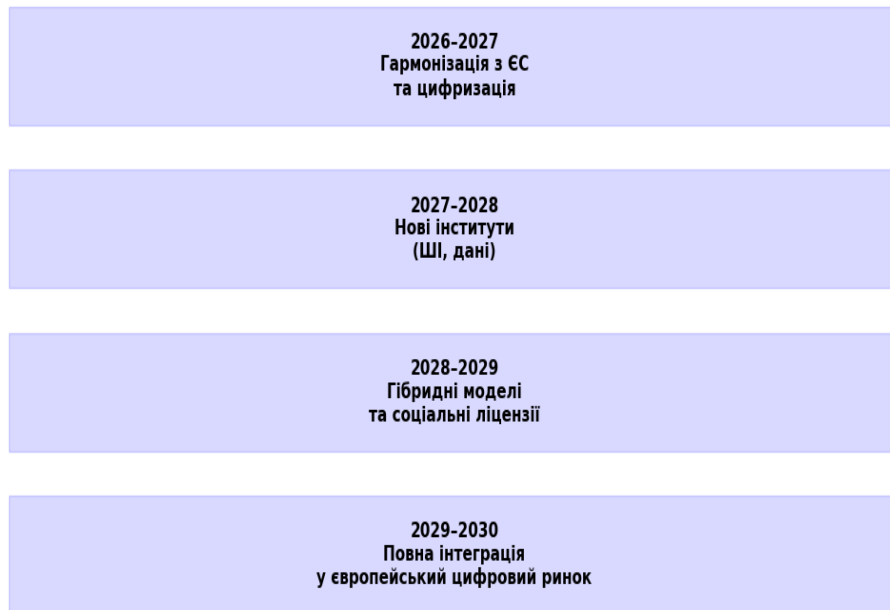 2026–2027
Гармонізація з ЄС
та цифризація
2027–2028
Нові інститути
(ШІ, дані)
2028–2029
Гібридні моделі
та соціальні ліцензії
2029–2030
Повна інтеграція
у європейський цифровий ринок